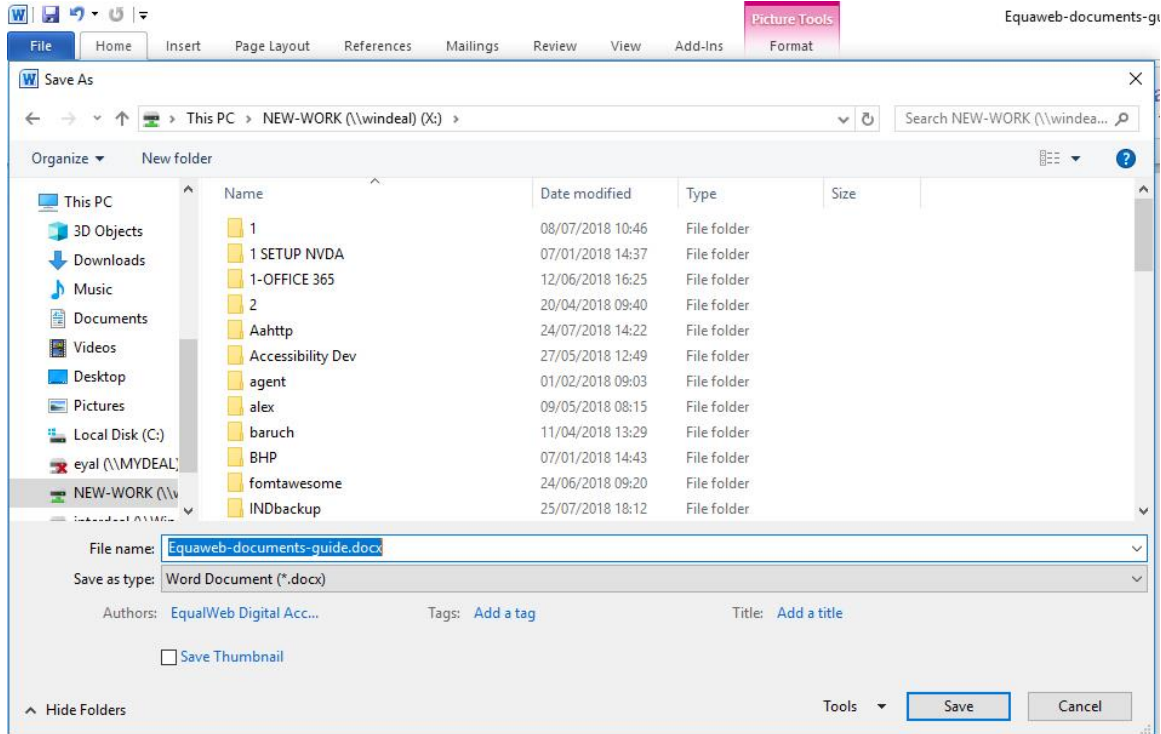 Picture Tools
Equaweb-documents-gu
File Home Insert Page Layout References Mailings Review View Add-Ins Format
Save As
This PC > NEW-WORK (\\windeal) (X:) >
Search NEW-WORK (\\windea...
Organize New folder
Name Date modified Type Size
This PC
3D Objects
Downloads
Music
Documents
Videos
Desktop
Pictures
Local Disk (C:)
eyal (\\MYDEAL)
NEW-WORK (\\w
1 08/07/2018 10:46 File folder
1 SETUP NVDA 07/01/2018 14:37 File folder
1-OFFICE 365 12/06/2018 16:25 File folder
2 20/04/2018 09:40 File folder
Aahttp 24/07/2018 14:22 File folder
Accessibility Dev 27/05/2018 12:49 File folder
agent 01/02/2018 09:03 File folder
alex 09/05/2018 08:15 File folder
baruch 11/04/2018 13:29 File folder
BHP 07/01/2018 14:43 File folder
fomtawesome 24/06/2018 09:20 File folder
INDbackup 25/07/2018 18:12 File folder
File name: Equaweb-documents-guide.docx
Save as type: Word Document (*.docx)
Authors: EqualWeb Digital Acc... Tags: Add a tag Title: Add a title
Save Thumbnail
Hide Folders Tools Save Cancel